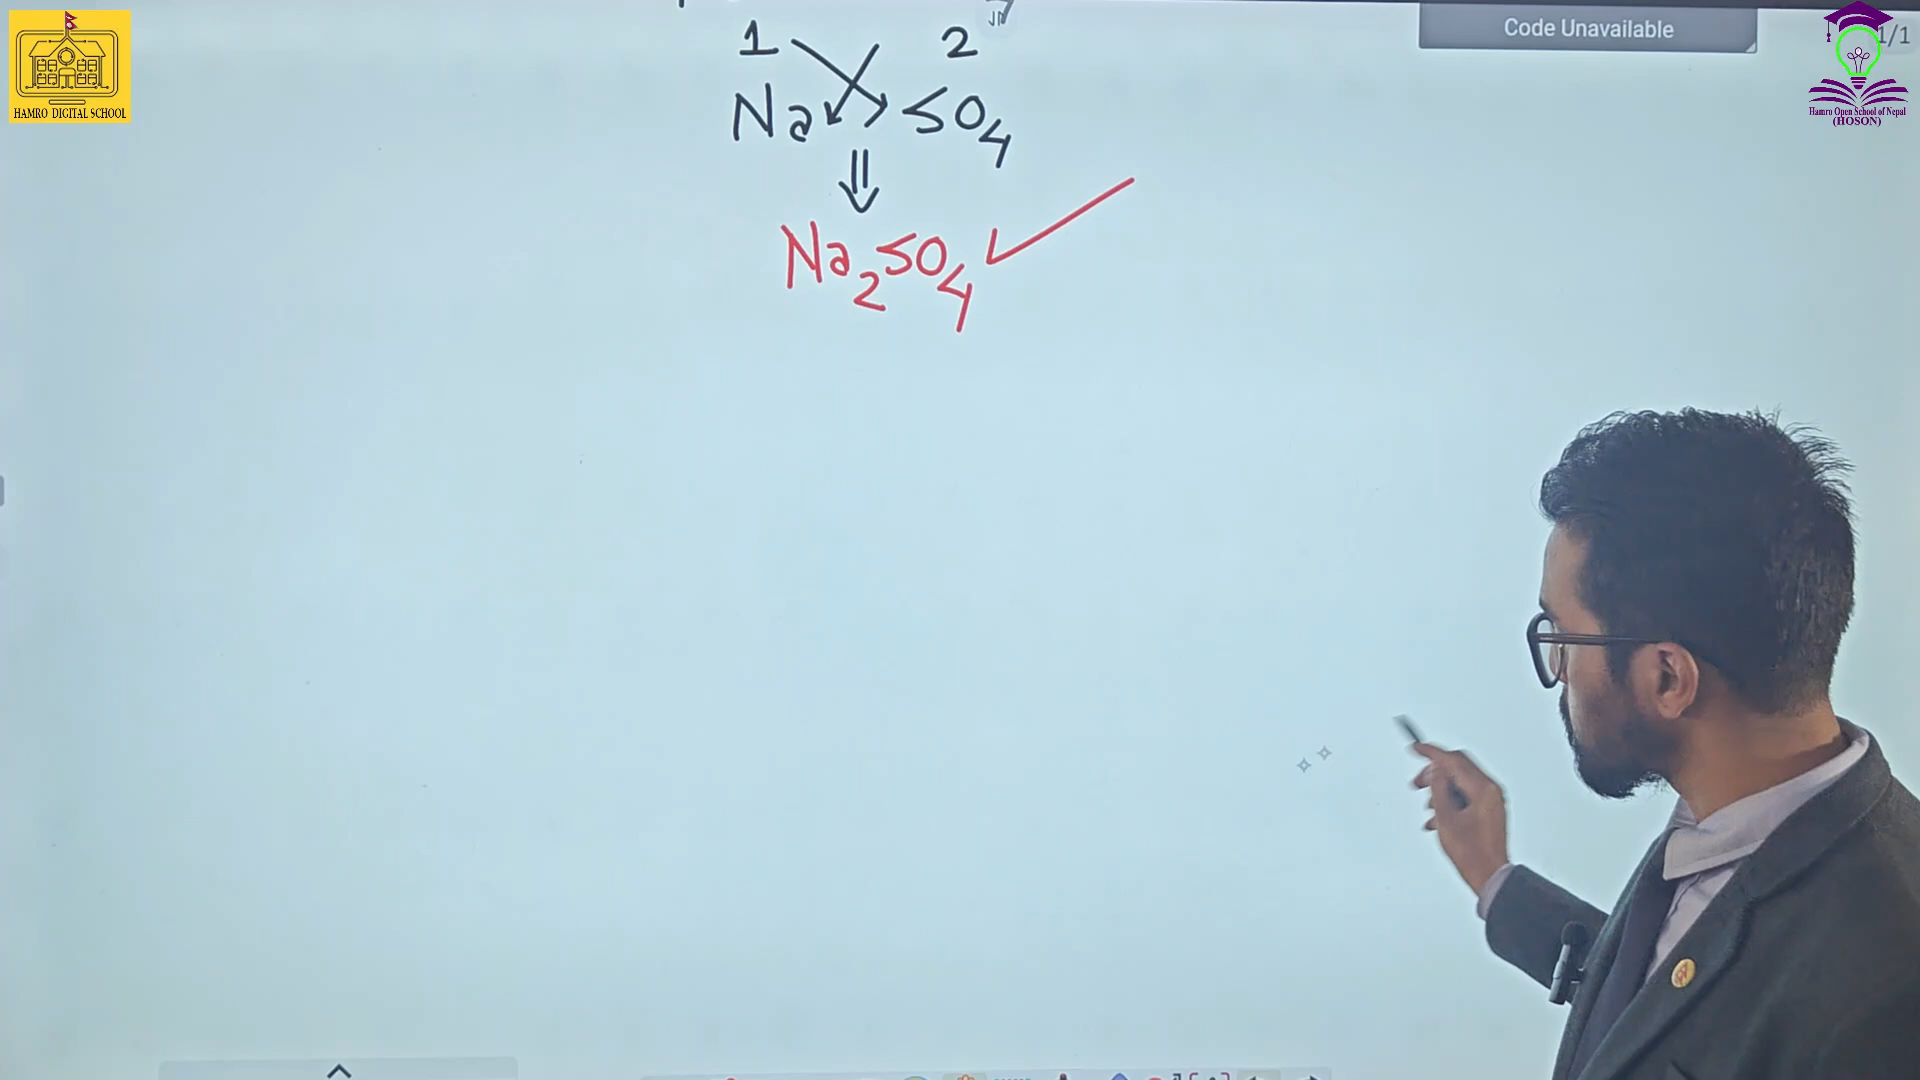 1 2
Na SO4
Na2SO4
Code Unavailable
1/1
HAMRO DIGITAL SCHOOL
Hamro Open School of Nepal
(HOSON)